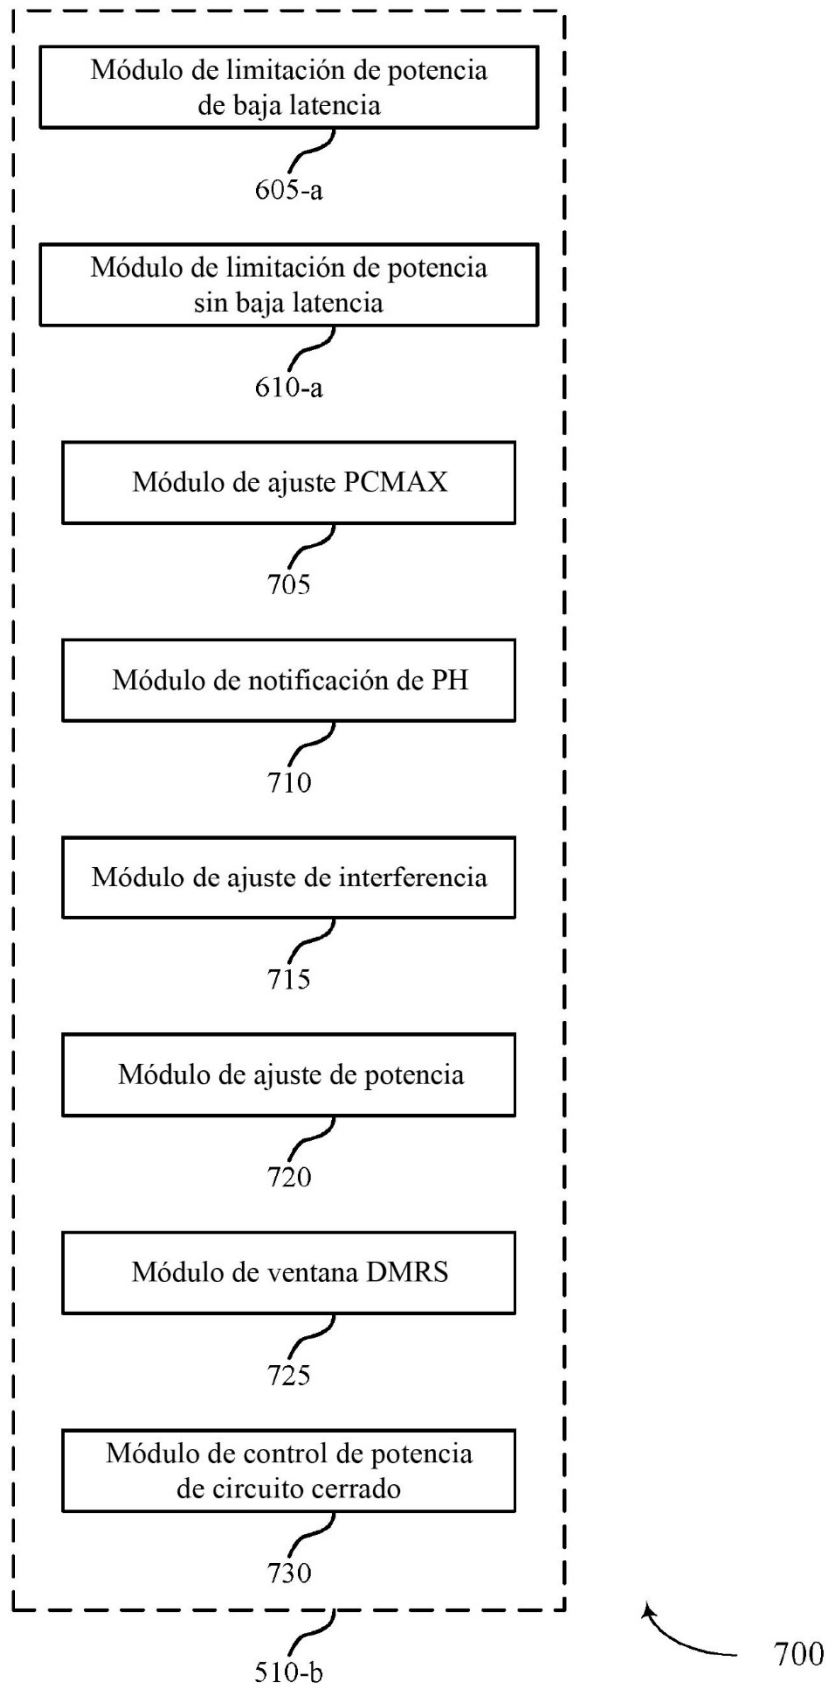 Módulo de limitación de potencia
de baja latencia
605-a
Módulo de limitación de potencia
sin baja latencia
610-a
Módulo de ajuste PCMAX
705
Módulo de notificación de PH
710
Módulo de ajuste de interferencia
715
Módulo de ajuste de potencia
720
Módulo de ventana DMRS
725
Módulo de control de potencia
de circuito cerrado
730
510-b
700